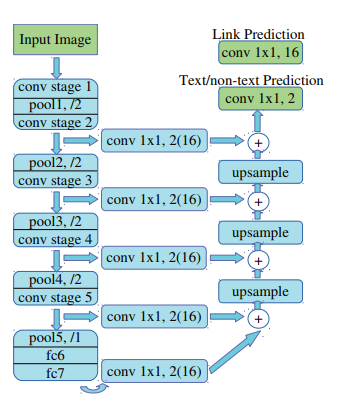 Input Image
conv stage 1
pool1, /2
conv stage 2
pool2, /2
conv stage 3
pool3, /2
conv stage 4
pool4, /2
conv stage 5
pool5, /1
fc6
fc7
conv 1x1, 2(16)
conv 1x1, 2(16)
conv 1x1, 2(16)
conv 1x1, 2(16)
conv 1x1, 2(16)
Link Prediction
conv 1x1, 16
Text/non-text Prediction
conv 1x1, 2
+
upsample
+
upsample
+
upsample
+